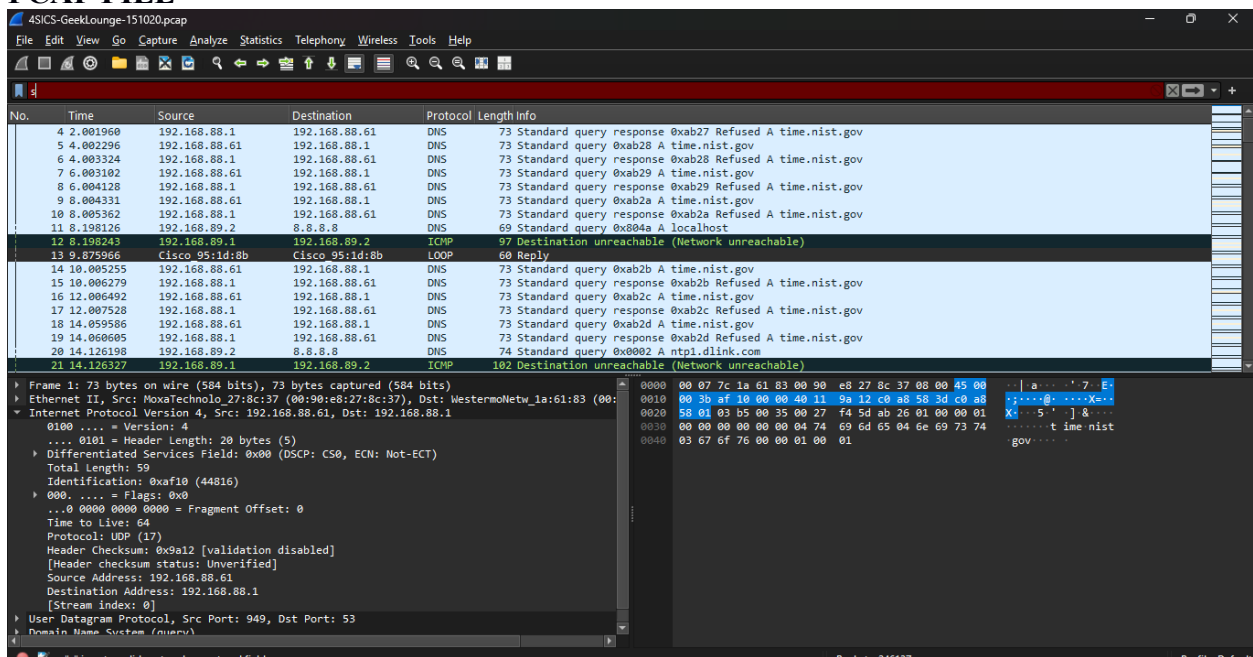 4SICS-GeekLounge-151020.pcap
File Edit View Go Capture Analyze Statistics Telephony Wireless Tools Help
s
No. Time Source Destination Protocol Length Info
4 2.001960 192.168.88.1 192.168.88.61 DNS 73 Standard query response 0xab27 Refused A time.nist.gov
5 4.002296 192.168.88.61 192.168.88.1 DNS 73 Standard query 0xab28 A time.nist.gov
6 4.003324 192.168.88.1 192.168.88.61 DNS 73 Standard query response 0xab28 Refused A time.nist.gov
7 6.003102 192.168.88.61 192.168.88.1 DNS 73 Standard query 0xab29 A time.nist.gov
8 6.004128 192.168.88.1 192.168.88.61 DNS 73 Standard query response 0xab29 Refused A time.nist.gov
9 8.004331 192.168.88.61 192.168.88.1 DNS 73 Standard query 0xab2a A time.nist.gov
10 8.005362 192.168.88.1 192.168.88.61 DNS 73 Standard query response 0xab2a Refused A time.nist.gov
11 8.198126 192.168.89.2 8.8.8.8 DNS 69 Standard query 0x804a A localhost
12 8.198243 192.168.89.1 192.168.89.2 ICMP 97 Destination unreachable (Network unreachable)
13 9.875966 Cisco_95:1d:8b Cisco_95:1d:8b LOOP 60 Reply
14 10.005255 192.168.88.61 192.168.88.1 DNS 73 Standard query 0xab2b A time.nist.gov
15 10.006279 192.168.88.1 192.168.88.61 DNS 73 Standard query response 0xab2b Refused A time.nist.gov
16 12.006492 192.168.88.61 192.168.88.1 DNS 73 Standard query 0xab2c A time.nist.gov
17 12.007528 192.168.88.1 192.168.88.61 DNS 73 Standard query response 0xab2c Refused A time.nist.gov
18 14.059586 192.168.88.61 192.168.88.1 DNS 73 Standard query 0xab2d A time.nist.gov
19 14.060605 192.168.88.1 192.168.88.61 DNS 73 Standard query response 0xab2d Refused A time.nist.gov
20 14.126198 192.168.89.2 8.8.8.8 DNS 74 Standard query 0x0002 A ntp1.dlink.com
21 14.126327 192.168.89.1 192.168.89.2 ICMP 102 Destination unreachable (Network unreachable)
Frame 1: 73 bytes on wire (584 bits), 73 bytes captured (584 bits)
Ethernet II, Src: MoxaTechnolo_27:8c:37 (00:90:e8:27:8c:37), Dst: WestermoNetw_1a:61:83 (00:
Internet Protocol Version 4, Src: 192.168.88.61, Dst: 192.168.88.1
0100 .... = Version: 4
.... 0101 = Header Length: 20 bytes (5)
Differentiated Services Field: 0x00 (DSCP: CS0, ECN: Not-ECT)
Total Length: 59
Identification: 0xaf10 (44816)
000. .... = Flags: 0x0
...0 0000 0000 0000 = Fragment Offset: 0
Time to Live: 64
Protocol: UDP (17)
Header Checksum: 0x9a12 [validation disabled]
[Header checksum status: Unverified]
Source Address: 192.168.88.61
Destination Address: 192.168.88.1
[Stream index: 0]
User Datagram Protocol, Src Port: 949, Dst Port: 53
Domain Name System (query)
0000 00 07 7c 1a 61 83 00 90 e8 27 8c 37 08 00 45 00 ··|·a··· ·'·7··E·
0010 00 3b af 10 00 00 40 11 9a 12 c0 a8 58 3d c0 a8 ·;····@· ····X=··
0020 58 01 03 b5 00 35 00 27 f4 5d ab 26 01 00 00 01 X····5·' ·]·&····
0030 00 00 00 00 00 00 04 74 69 6d 65 04 6e 69 73 74 ·······t ime·nist
0040 03 67 6f 76 00 00 01 00 01 ·gov···· ·